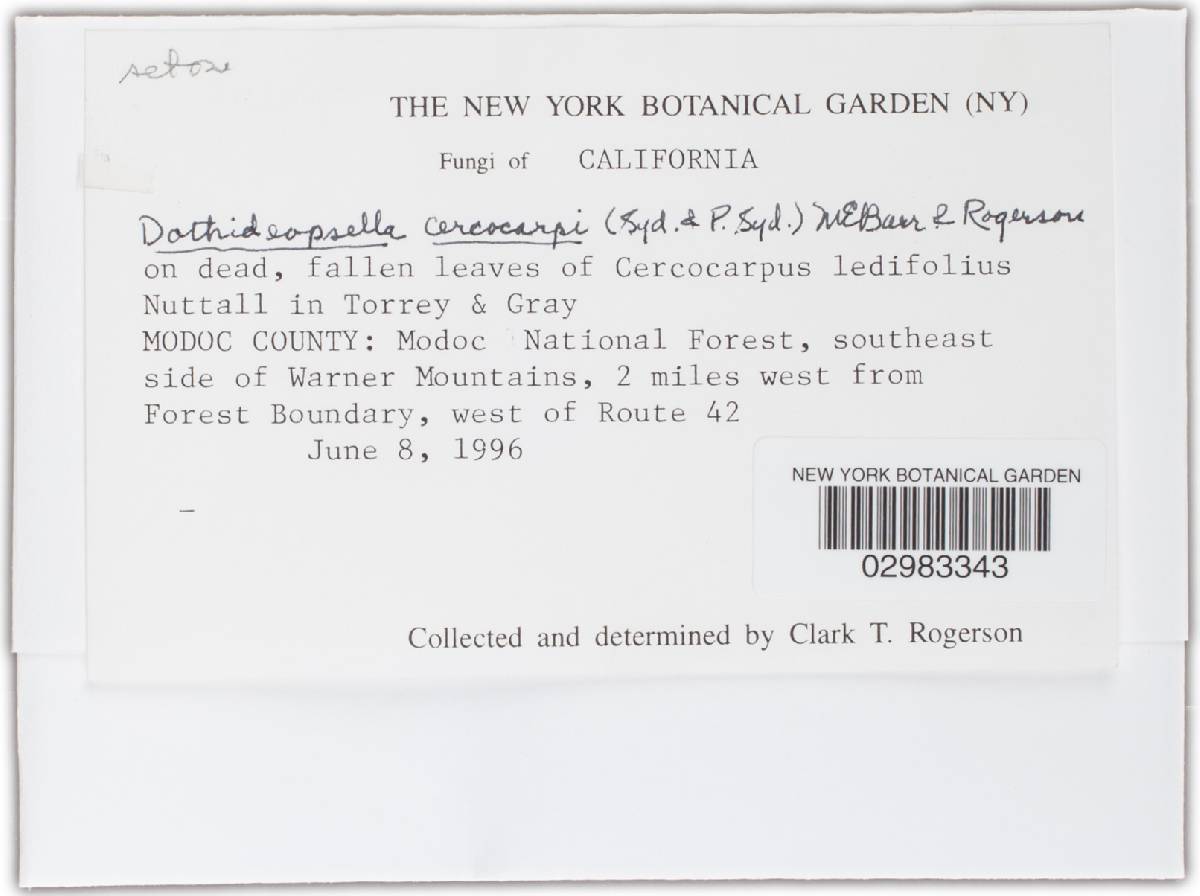 setose
THE NEW YORK BOTANICAL GARDEN (NY)
Fungi of CALIFORNIA
Dothideopsella cercocarpi (Syd. & P. Syd.) MEBarr & Rogerson
on dead, fallen leaves of Cercocarpus ledifolius
Nuttall in Torrey & Gray
MODOC COUNTY: Modoc National Forest, southeast
side of Warner Mountains, 2 miles west from
Forest Boundary, west of Route 42
June 8, 1996
–
NEW YORK BOTANICAL GARDEN
02983343
Collected and determined by Clark T. Rogerson